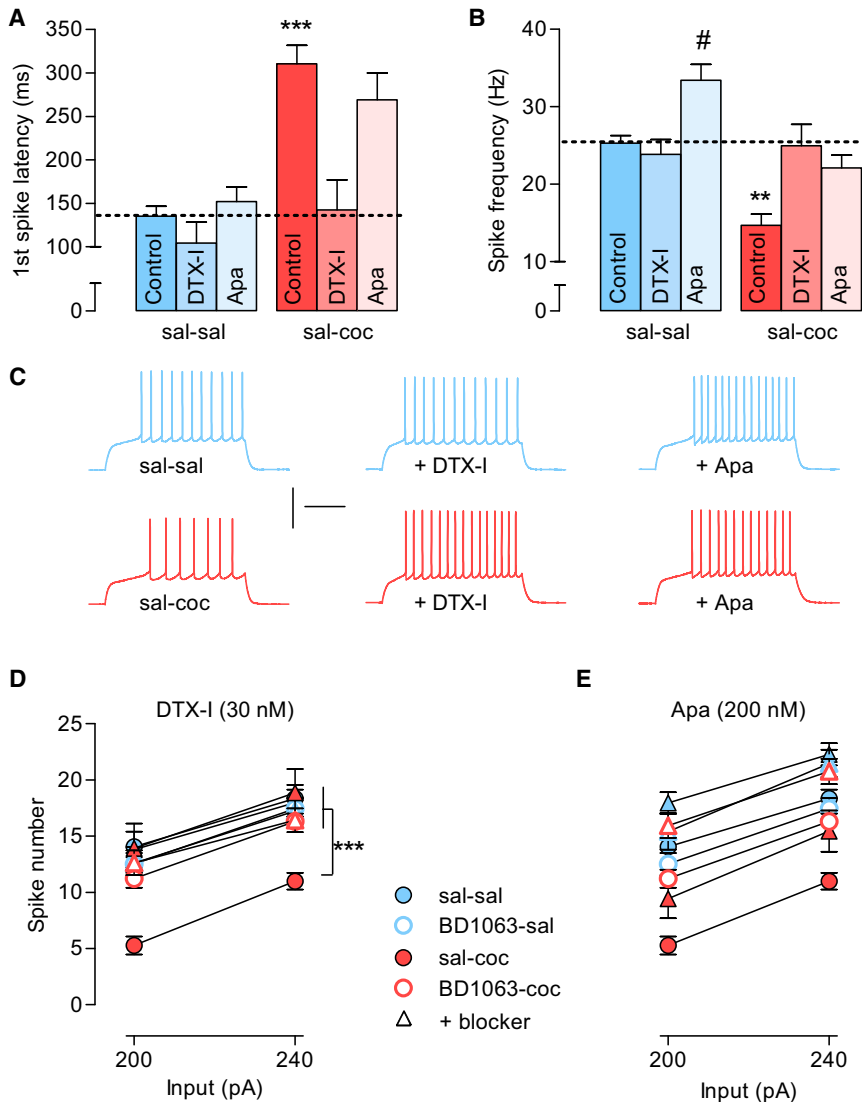 A
1st spike latency (ms)
350
300
250
200
150
100
0
***
Control
DTX-I
Apa
Control
DTX-I
Apa
sal-sal
sal-coc
B
Spike frequency (Hz)
40
30
20
10
0
#
**
Control
DTX-I
Apa
Control
DTX-I
Apa
sal-sal
sal-coc
C
sal-sal
+ DTX-I
+ Apa
sal-coc
+ DTX-I
+ Apa
D
DTX-I (30 nM)
Spike number
25
20
15
10
5
0
***
200
240
Input (pA)
sal-sal
BD1063-sal
sal-coc
BD1063-coc
+ blocker
E
Apa (200 nM)
200
240
Input (pA)